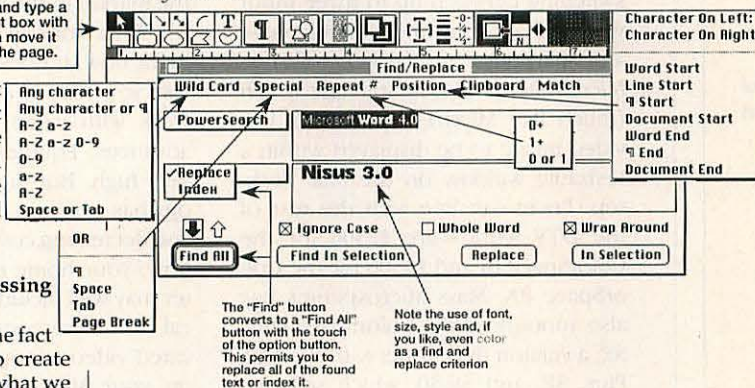 and type a
t box with
move it
he page.
T
¶
Character On Left:
Character On Right
Find/Replace
Wild Card Special Repeat # Position Clipboard Match
PowerSearch
Microsoft Word 4.0
✓Replace
Index
Nisus 3.0
Any character
Any character or ¶
A-Z a-z
A-Z a-z 0-9
0-9
a-z
A-Z
Space or Tab
OR
¶
Space
Tab
Page Break
0+
1+
0 or 1
Word Start
Line Start
¶ Start
Document Start
Word End
¶ End
Document End
Ignore Case Whole Word Wrap Around
Find All Find In Selection Replace In Selection
The "Find" button
converts to a "Find All"
button with the touch
of the option button.
This permits you to
replace all of the found
text or index it.
Note the use of font,
size, style and, if
you like, even color
as a find and
replace criterion
ssing
he fact
create
what we